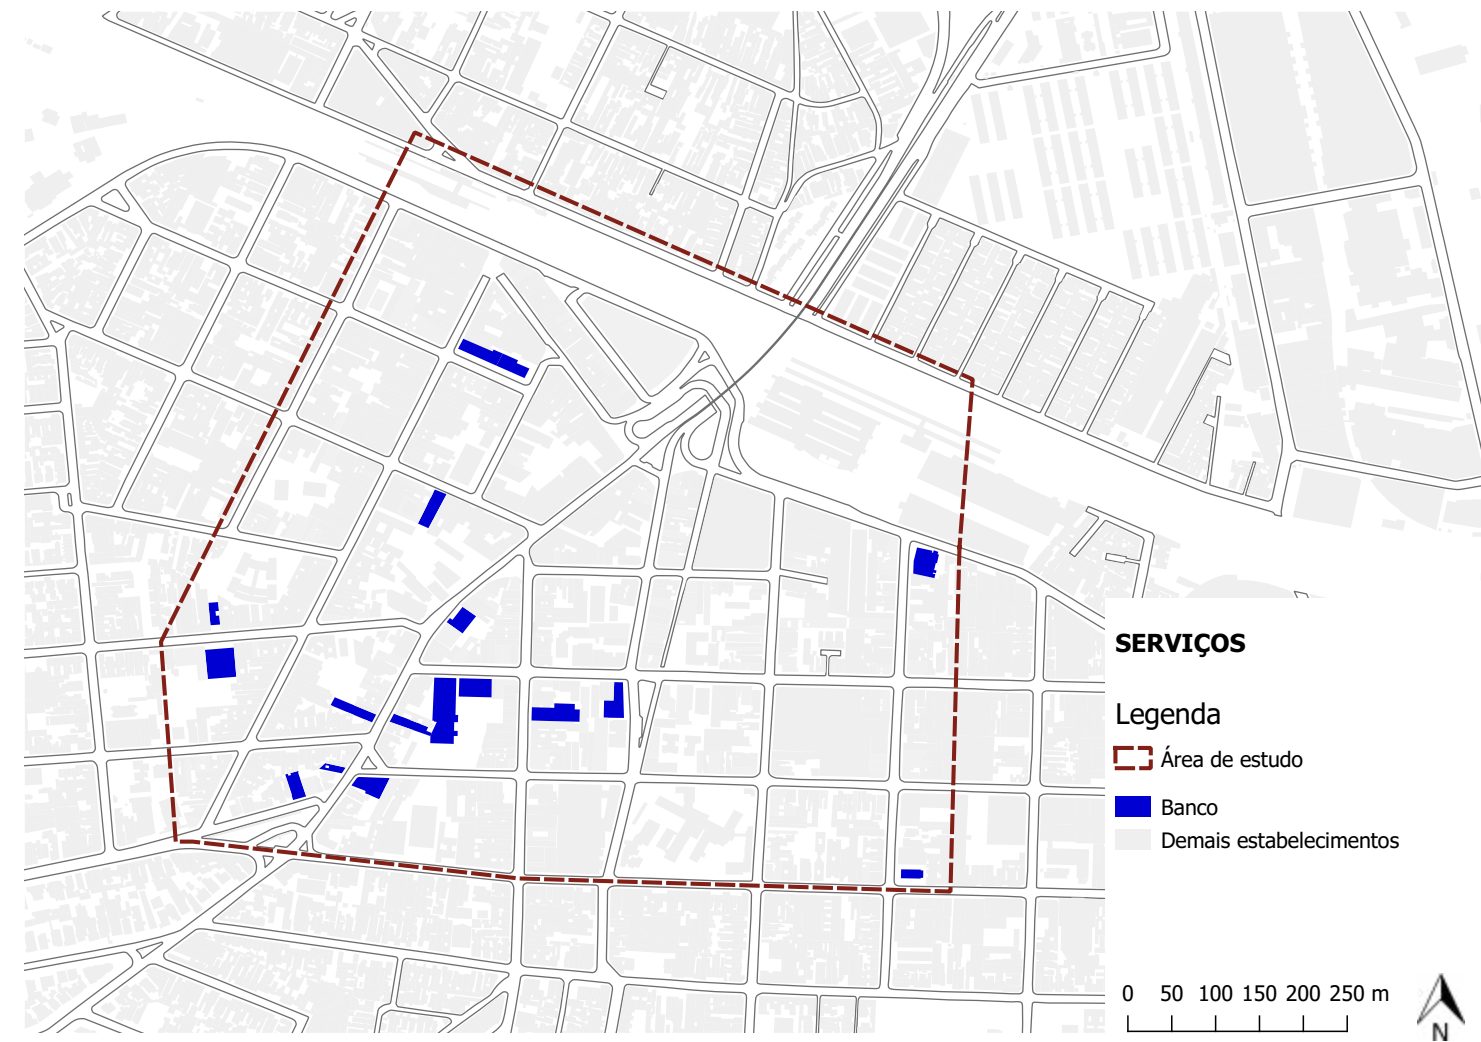 SERVIÇOS
Legenda
Área de estudo
Banco
Demais estabelecimentos
0 50 100 150 200 250 m
N